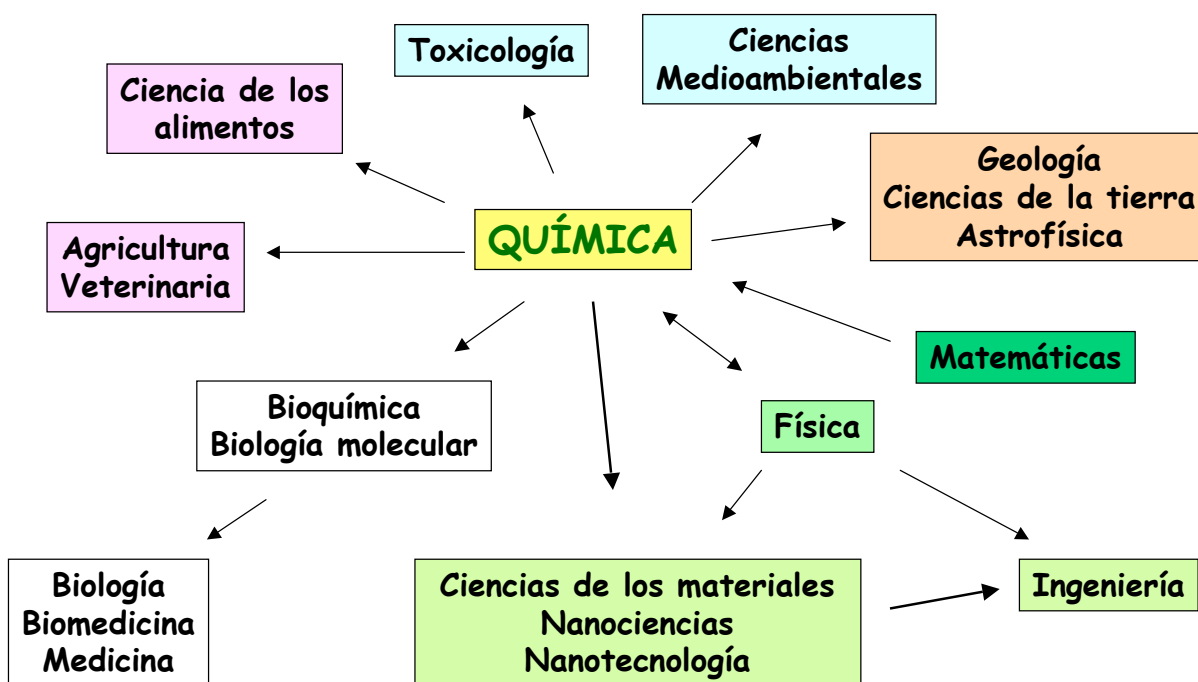 Toxicología
Ciencias
Medioambientales
Ciencia de los
alimentos
Geología
Ciencias de la tierra
Astrofísica
QUÍMICA
Agricultura
Veterinaria
Matemáticas
Bioquímica
Biología molecular
Física
Biología
Biomedicina
Medicina
Ciencias de los materiales
Nanociencias
Nanotecnología
Ingeniería